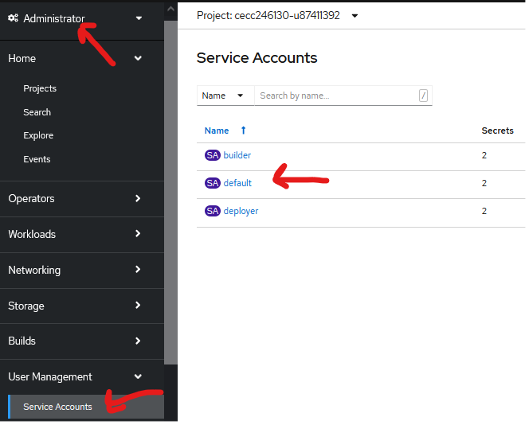 Administrator
Home
Projects
Search
Explore
Events
Operators
Workloads
Networking
Storage
Builds
User Management
Service Accounts
Project: cecc246130-u87411392
Service Accounts
Name Search by name... /
Name Secrets
SA builder 2
SA default 2
SA deployer 2